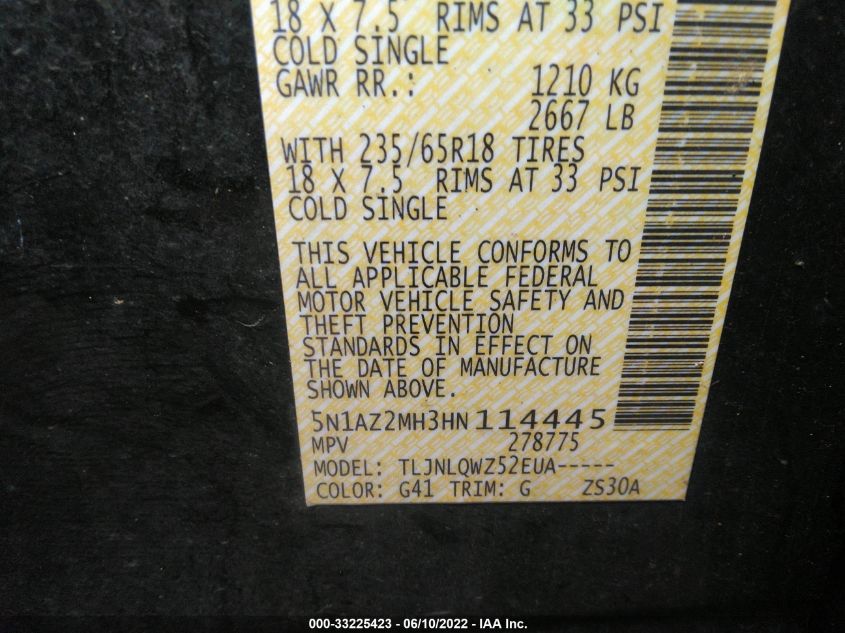 18 X 7.5 RIMS AT 33 PSI
COLD SINGLE
GAWR RR.: 1210 KG
2667 LB
WITH 235/65R18 TIRES
18 X 7.5 RIMS AT 33 PSI
COLD SINGLE
THIS VEHICLE CONFORMS TO
ALL APPLICABLE FEDERAL
MOTOR VEHICLE SAFETY AND
THEFT PREVENTION
STANDARDS IN EFFECT ON
THE DATE OF MANUFACTURE
SHOWN ABOVE.
5N1AZ2MH3HN114445
MPV 278775
MODEL: TLJNLQWZ52EUA-----
COLOR: G41 TRIM: G ZS30A
000-33225423 - 06/10/2022 - IAA Inc.